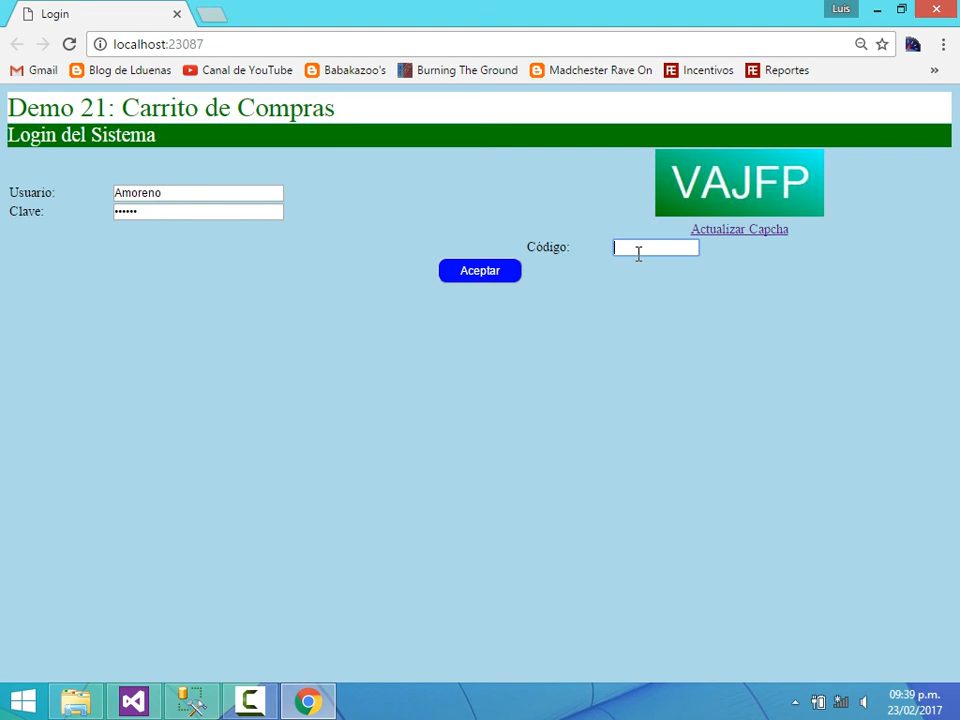 Login
Luis
localhost:23087
Gmail
Blog de Lduenas
Canal de YouTube
Babakazoo's
Burning The Ground
Madchester Rave On
FE Incentivos
FE Reportes
»
Demo 21: Carrito de Compras
Login del Sistema
VAJFP
Usuario: Amoreno
Clave: ••••••
Actualizar Capcha
Código:
Aceptar
09:39 p.m.
23/02/2017